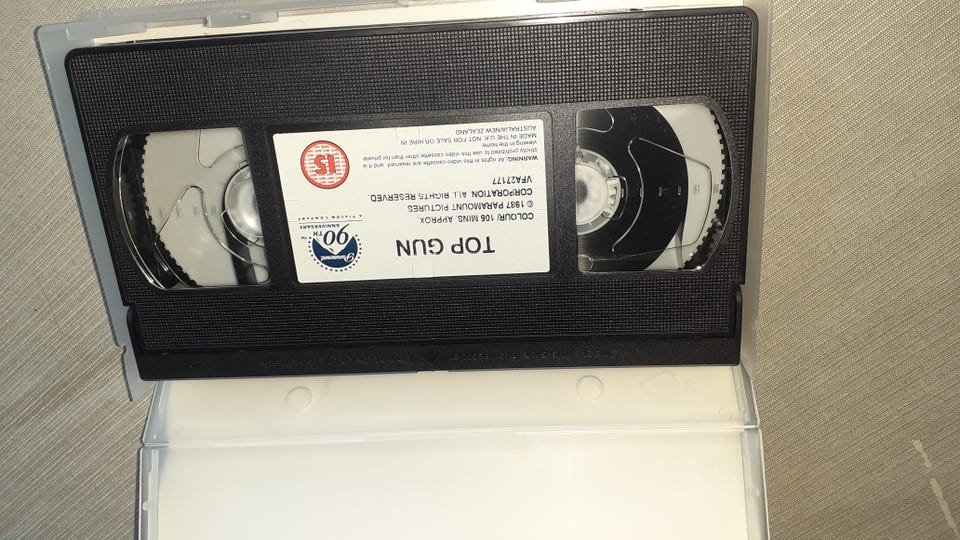 TOP GUN
Paramount
90TH
ANNIVERSARY
A VIACOM COMPANY
COLOUR/ 106 MINS. APPROX.
© 1987 PARAMOUNT PICTURES
CORPORATION. ALL RIGHTS RESERVED.
VFA27177
15
WARNING: All rights in this video cassette are reserved and it is
strictly prohibited to use this video cassette other than for private
viewing in the home
MADE IN THE U.K. NOT FOR SALE OR HIRE IN
AUSTRALIA/NEW ZEALAND